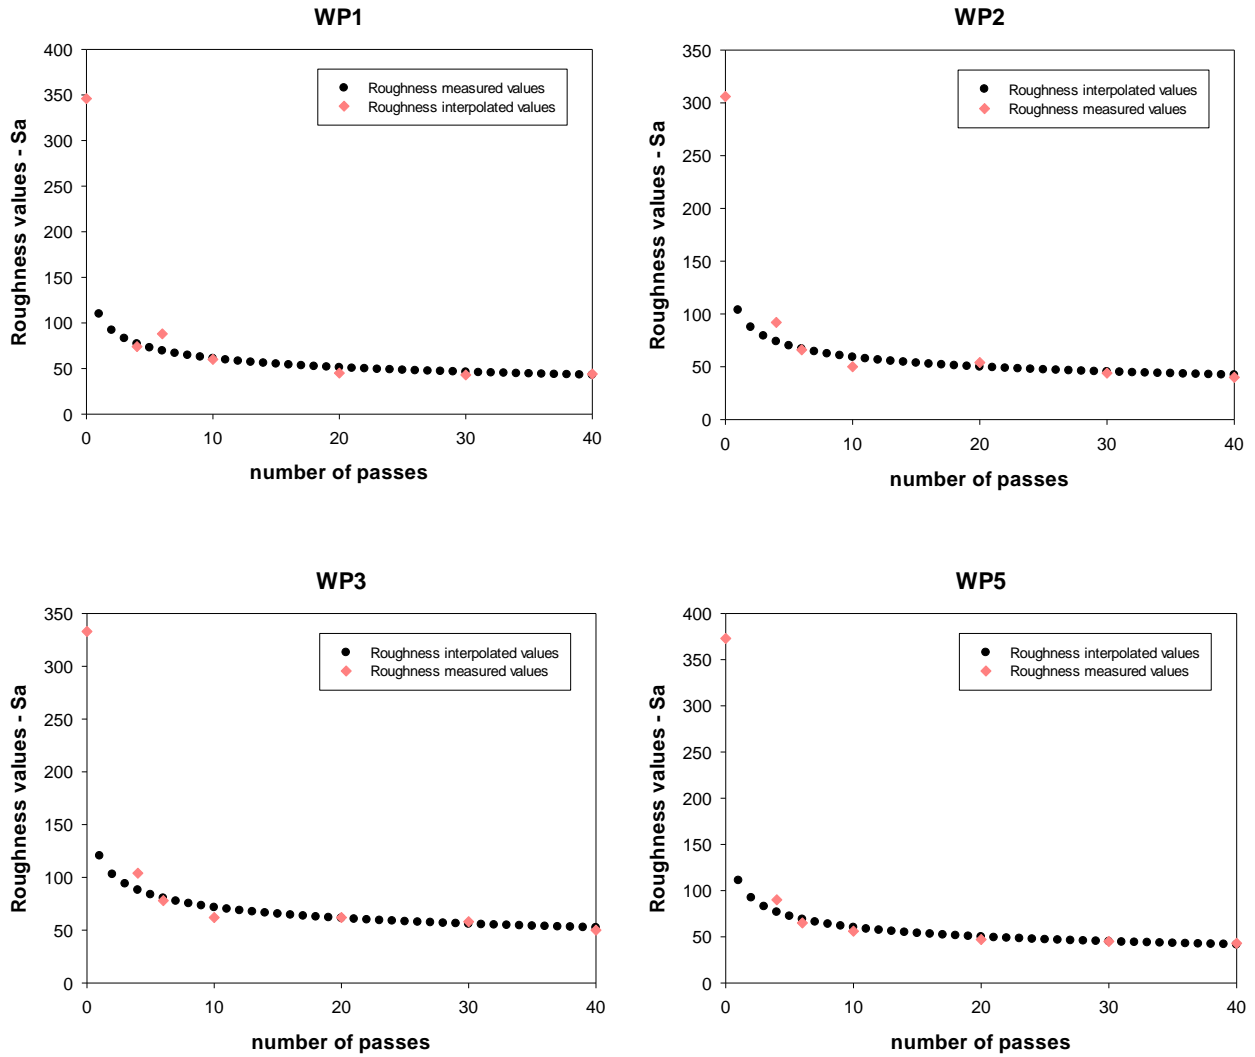 WP1
400
350
300
250
200
150
100
50
0
Roughness values - Sa
Roughness measured values
Roughness interpolated values
0 10 20 30 40
number of passes
WP2
350
300
250
200
150
100
50
0
Roughness values - Sa
Roughness interpolated values
Roughness measured values
0 10 20 30 40
number of passes
WP3
350
300
250
200
150
100
50
0
Roughness values - Sa
Roughness interpolated values
Roughness measured values
0 10 20 30 40
number of passes
WP5
400
350
300
250
200
150
100
50
0
Roughness values - Sa
Roughness interpolated values
Roughness measured values
0 10 20 30 40
number of passes